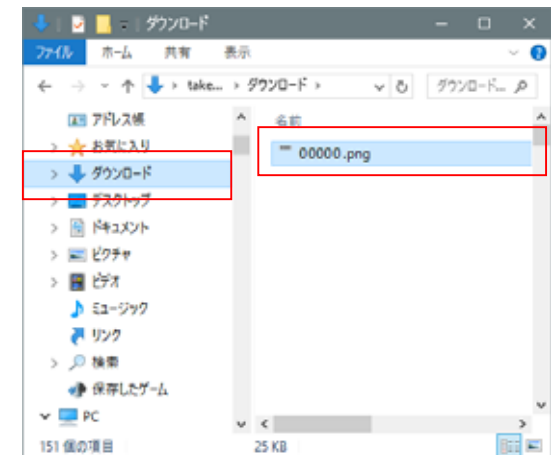 ダウンロード
ファイル ホーム 共有 表示
take... › ダウンロード › ダウンロード...
アドレス帳
お気に入り
ダウンロード
デスクトップ
ドキュメント
ピクチャ
ビデオ
ミュージック
リンク
検索
保存したゲーム
PC
名前
00000.png
151 個の項目 25 KB